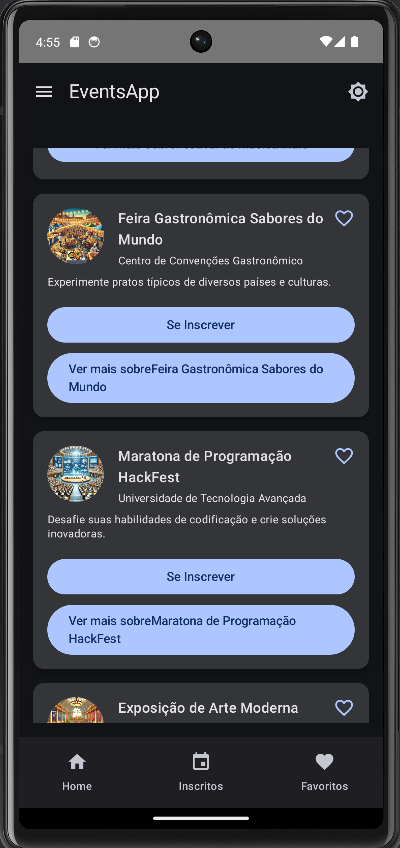 4:55
EventsApp
Feira Gastronômica Sabores do
Mundo
Centro de Convenções Gastronômico
Experimente pratos típicos de diversos países e culturas.
Se Inscrever
Ver mais sobreFeira Gastronômica Sabores do
Mundo
Maratona de Programação
HackFest
Universidade de Tecnologia Avançada
Desafie suas habilidades de codificação e crie soluções
inovadoras.
Se Inscrever
Ver mais sobreMaratona de Programação
HackFest
Exposição de Arte Moderna
Home
Inscritos
Favoritos